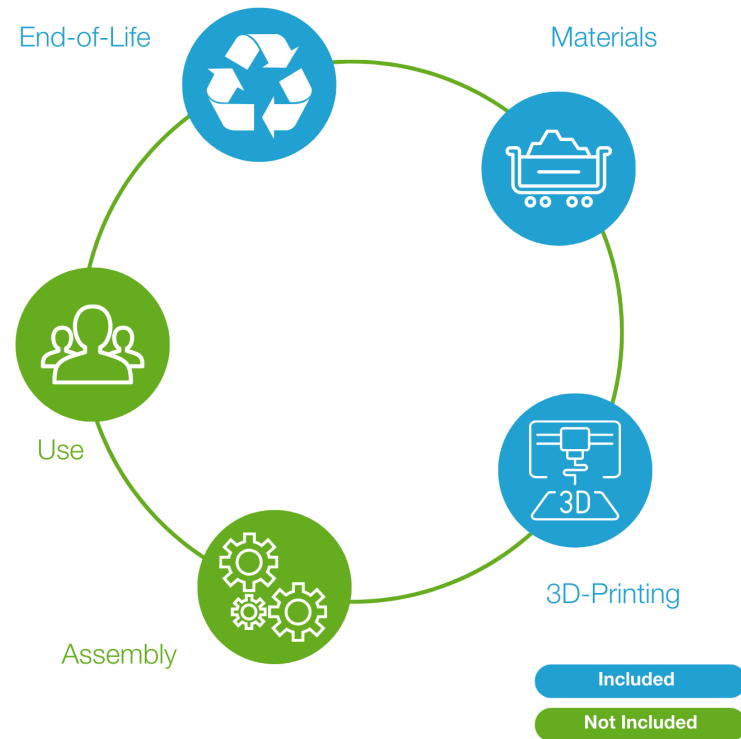 End-of-Life
Materials
3D
Use
3D-Printing
Assembly
Included
Not Included